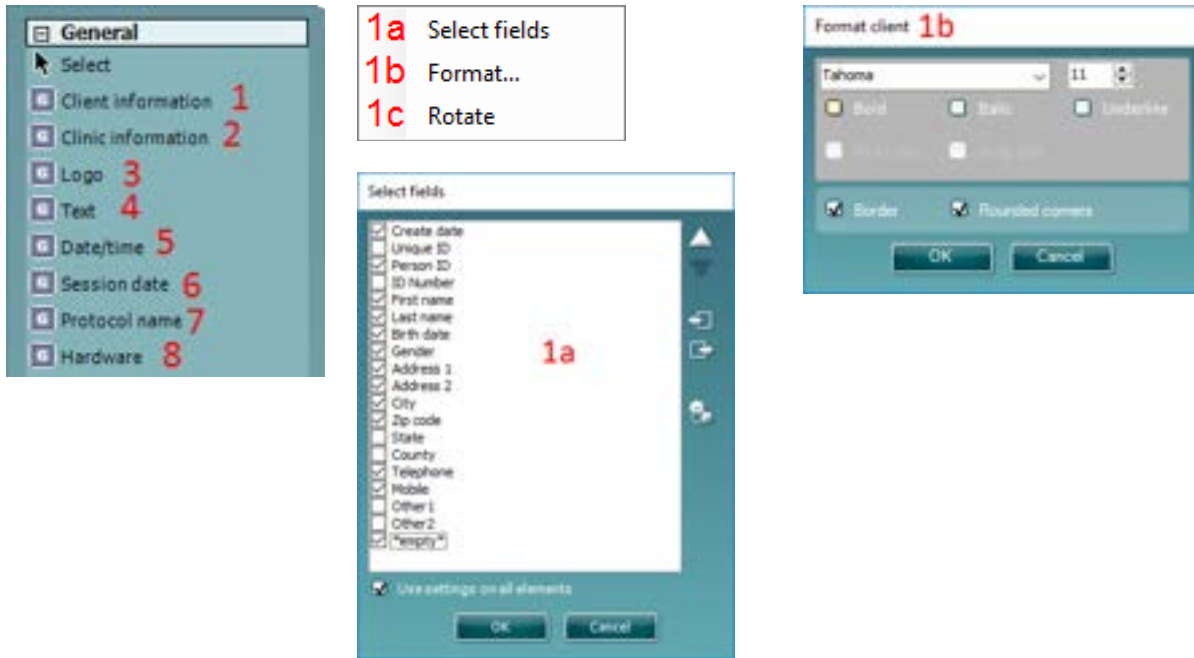 General
Select
Client information 1
Clinic information 2
Logo 3
Text 4
Date/time 5
Session date 6
Protocol name 7
Hardware 8
1a Select fields
1b Format...
1c Rotate
Select fields
Create date
Unique ID
Person ID
ID Number
First name
Last name
Birth date
Gender
1a
Address 1
Address 2
City
Zip code
State
County
Telephone
Mobile
Other1
Other2
"empty"
Use settings on all elements
OK Cancel
Format client 1b
Tahoma 11
Bold Italic Underline
Border Rounded corners
OK Cancel